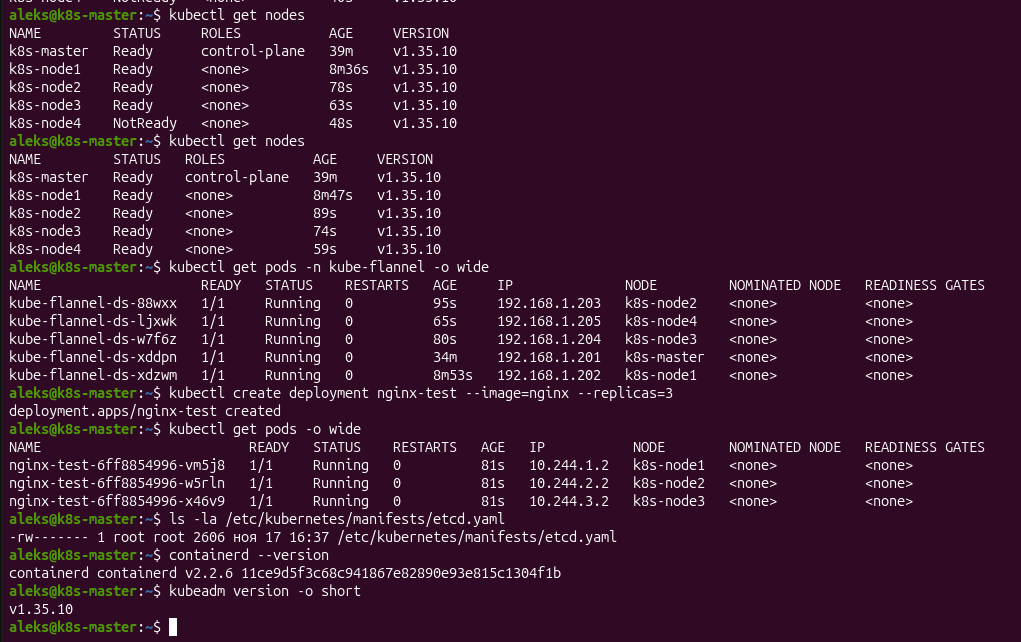 k8s-node4    NotReady   <none>          48s     v1.35.10
aleks@k8s-master:~$ kubectl get nodes
NAME         STATUS     ROLES           AGE     VERSION
k8s-master   Ready      control-plane   39m     v1.35.10
k8s-node1    Ready      <none>          8m36s   v1.35.10
k8s-node2    Ready      <none>          78s     v1.35.10
k8s-node3    Ready      <none>          63s     v1.35.10
k8s-node4    NotReady   <none>          48s     v1.35.10
aleks@k8s-master:~$ kubectl get nodes
NAME         STATUS   ROLES           AGE     VERSION
k8s-master   Ready    control-plane   39m     v1.35.10
k8s-node1    Ready    <none>          8m47s   v1.35.10
k8s-node2    Ready    <none>          89s     v1.35.10
k8s-node3    Ready    <none>          74s     v1.35.10
k8s-node4    Ready    <none>          59s     v1.35.10
aleks@k8s-master:~$ kubectl get pods -n kube-flannel -o wide
NAME                    READY   STATUS    RESTARTS   AGE     IP              NODE         NOMINATED NODE   READINESS GATES
kube-flannel-ds-88wxx   1/1     Running   0          95s     192.168.1.203   k8s-node2    <none>           <none>
kube-flannel-ds-ljxwk   1/1     Running   0          65s     192.168.1.205   k8s-node4    <none>           <none>
kube-flannel-ds-w7f6z   1/1     Running   0          80s     192.168.1.204   k8s-node3    <none>           <none>
kube-flannel-ds-xddpn   1/1     Running   0          34m     192.168.1.201   k8s-master   <none>           <none>
kube-flannel-ds-xdzwm   1/1     Running   0          8m53s   192.168.1.202   k8s-node1    <none>           <none>
aleks@k8s-master:~$ kubectl create deployment nginx-test --image=nginx --replicas=3
deployment.apps/nginx-test created
aleks@k8s-master:~$ kubectl get pods -o wide
NAME                          READY   STATUS    RESTARTS   AGE   IP           NODE        NOMINATED NODE   READINESS GATES
nginx-test-6ff8854996-vm5j8   1/1     Running   0          81s   10.244.1.2   k8s-node1   <none>           <none>
nginx-test-6ff8854996-w5rln   1/1     Running   0          81s   10.244.2.2   k8s-node2   <none>           <none>
nginx-test-6ff8854996-x46v9   1/1     Running   0          81s   10.244.3.2   k8s-node3   <none>           <none>
aleks@k8s-master:~$ ls -la /etc/kubernetes/manifests/etcd.yaml
-rw------- 1 root root 2606 ноя 17 16:37 /etc/kubernetes/manifests/etcd.yaml
aleks@k8s-master:~$ containerd --version
containerd containerd v2.2.6 11ce9d5f3c68c941867e82890e93e815c1304f1b
aleks@k8s-master:~$ kubeadm version -o short
v1.35.10
aleks@k8s-master:~$